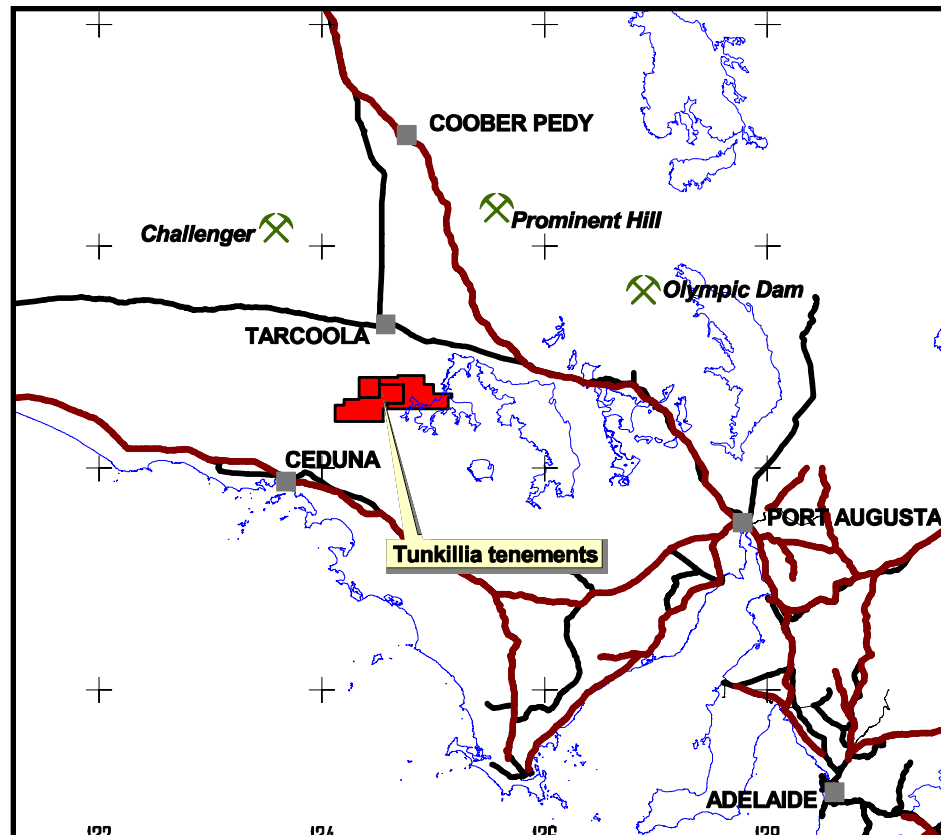 COOBER PEDY
Challenger
Prominent Hill
Olympic Dam
TARCOOLA
CEDUNA
PORT AUGUSTA
Tunkillia tenements
ADELAIDE